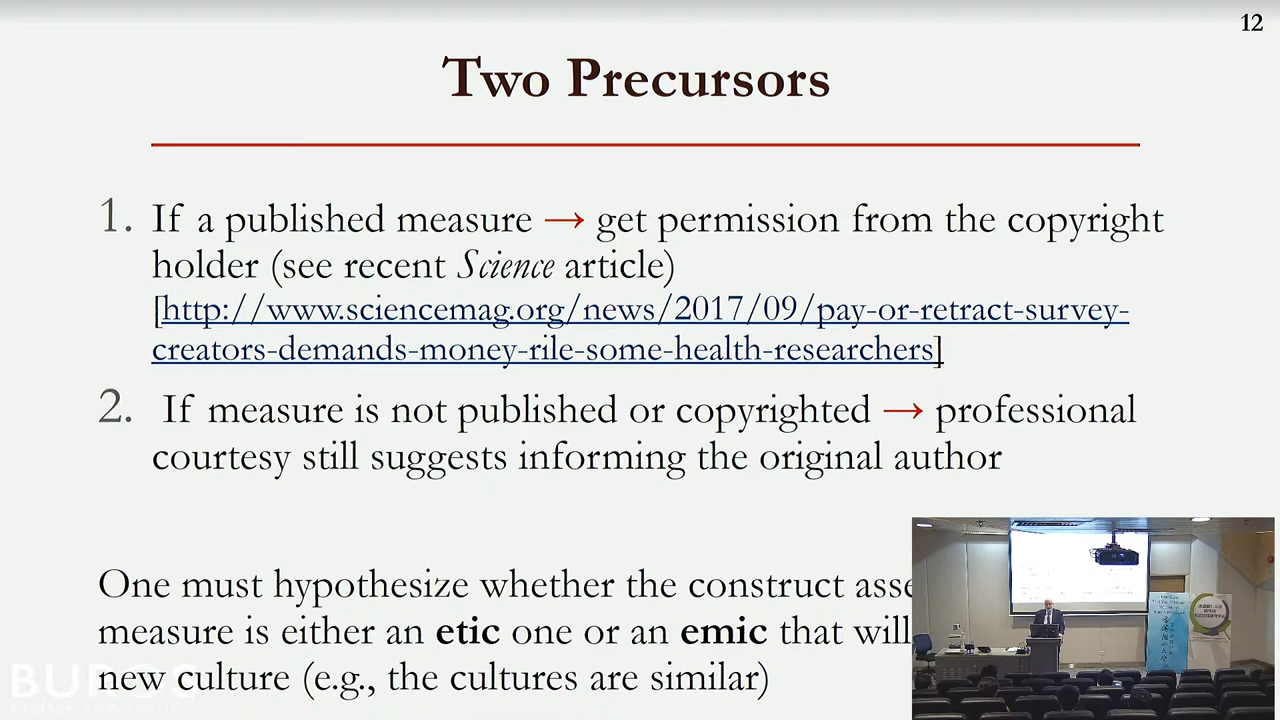 12
Two Precursors
1. If a published measure → get permission from the copyright
holder (see recent Science article)
[http://www.sciencemag.org/news/2017/09/pay-or-retract-survey-
creators-demands-money-rile-some-health-researchers]
2. If measure is not published or copyrighted → professional
courtesy still suggests informing the original author
One must hypothesize whether the construct asse
measure is either an etic one or an emic that will
new culture (e.g., the cultures are similar)
BUROS